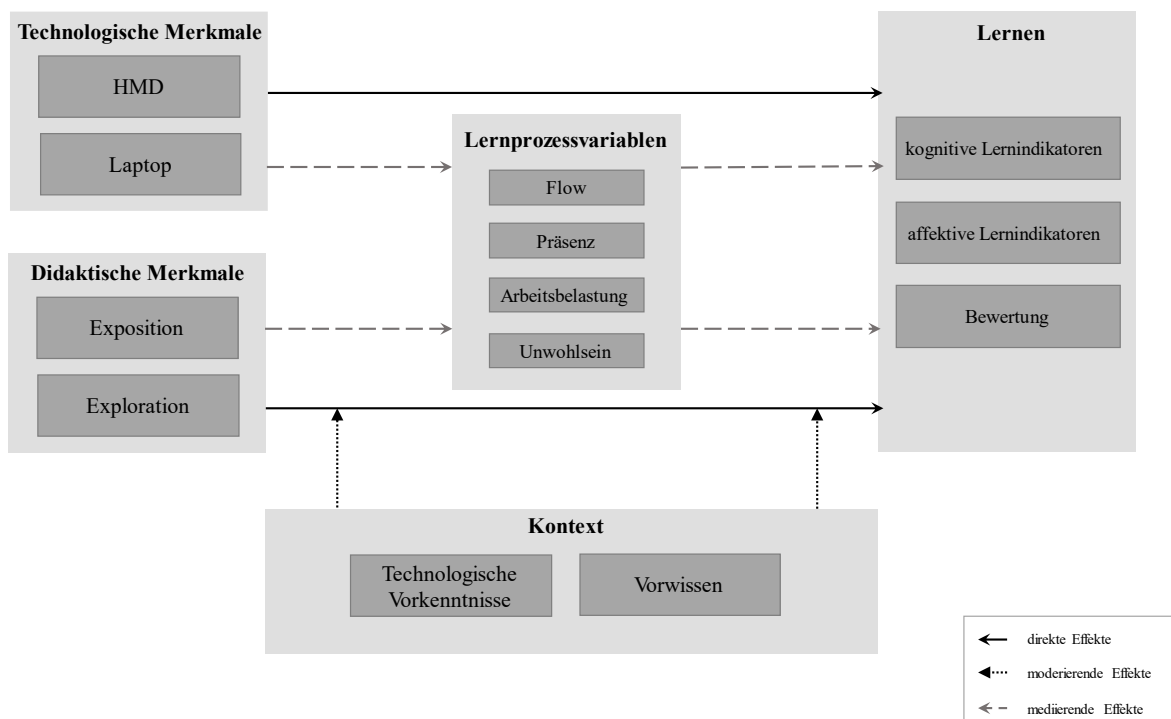 Technologische Merkmale
HMD
Laptop
Didaktische Merkmale
Exposition
Exploration
Lernprozessvariablen
Flow
Präsenz
Arbeitsbelastung
Unwohlsein
Lernen
kognitive Lernindikatoren
affektive Lernindikatoren
Bewertung
Kontext
Technologische
Vorkenntnisse
Vorwissen
direkte Effekte
moderierende Effekte
mediierende Effekte